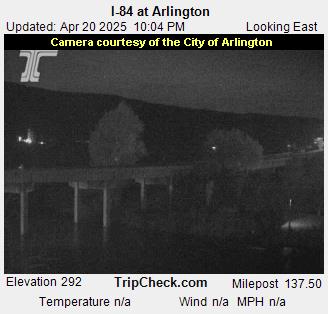 I-84 at Arlington
Updated: Apr 20 2025 10:04 PM Looking East
Camera courtesy of the City of Arlington
Elevation 292 TripCheck.com Milepost 137.50
Temperature n/a Wind n/a MPH n/a